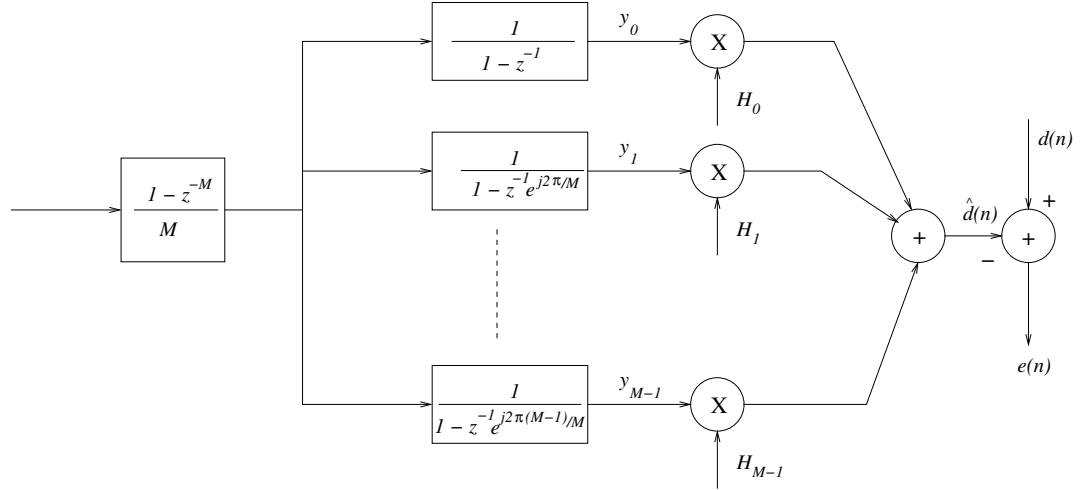 1
1 − z^{−1}
y_0
X
H_0
1
1 − z^{−1} e^{j2π/M}
y_1
X
H_1
d(n)
1 − z^{−M}
M
+
d̂(n)
+
+
−
e(n)
1
1 − z^{−1} e^{j2π(M−1)/M}
y_{M−1}
X
H_{M−1}